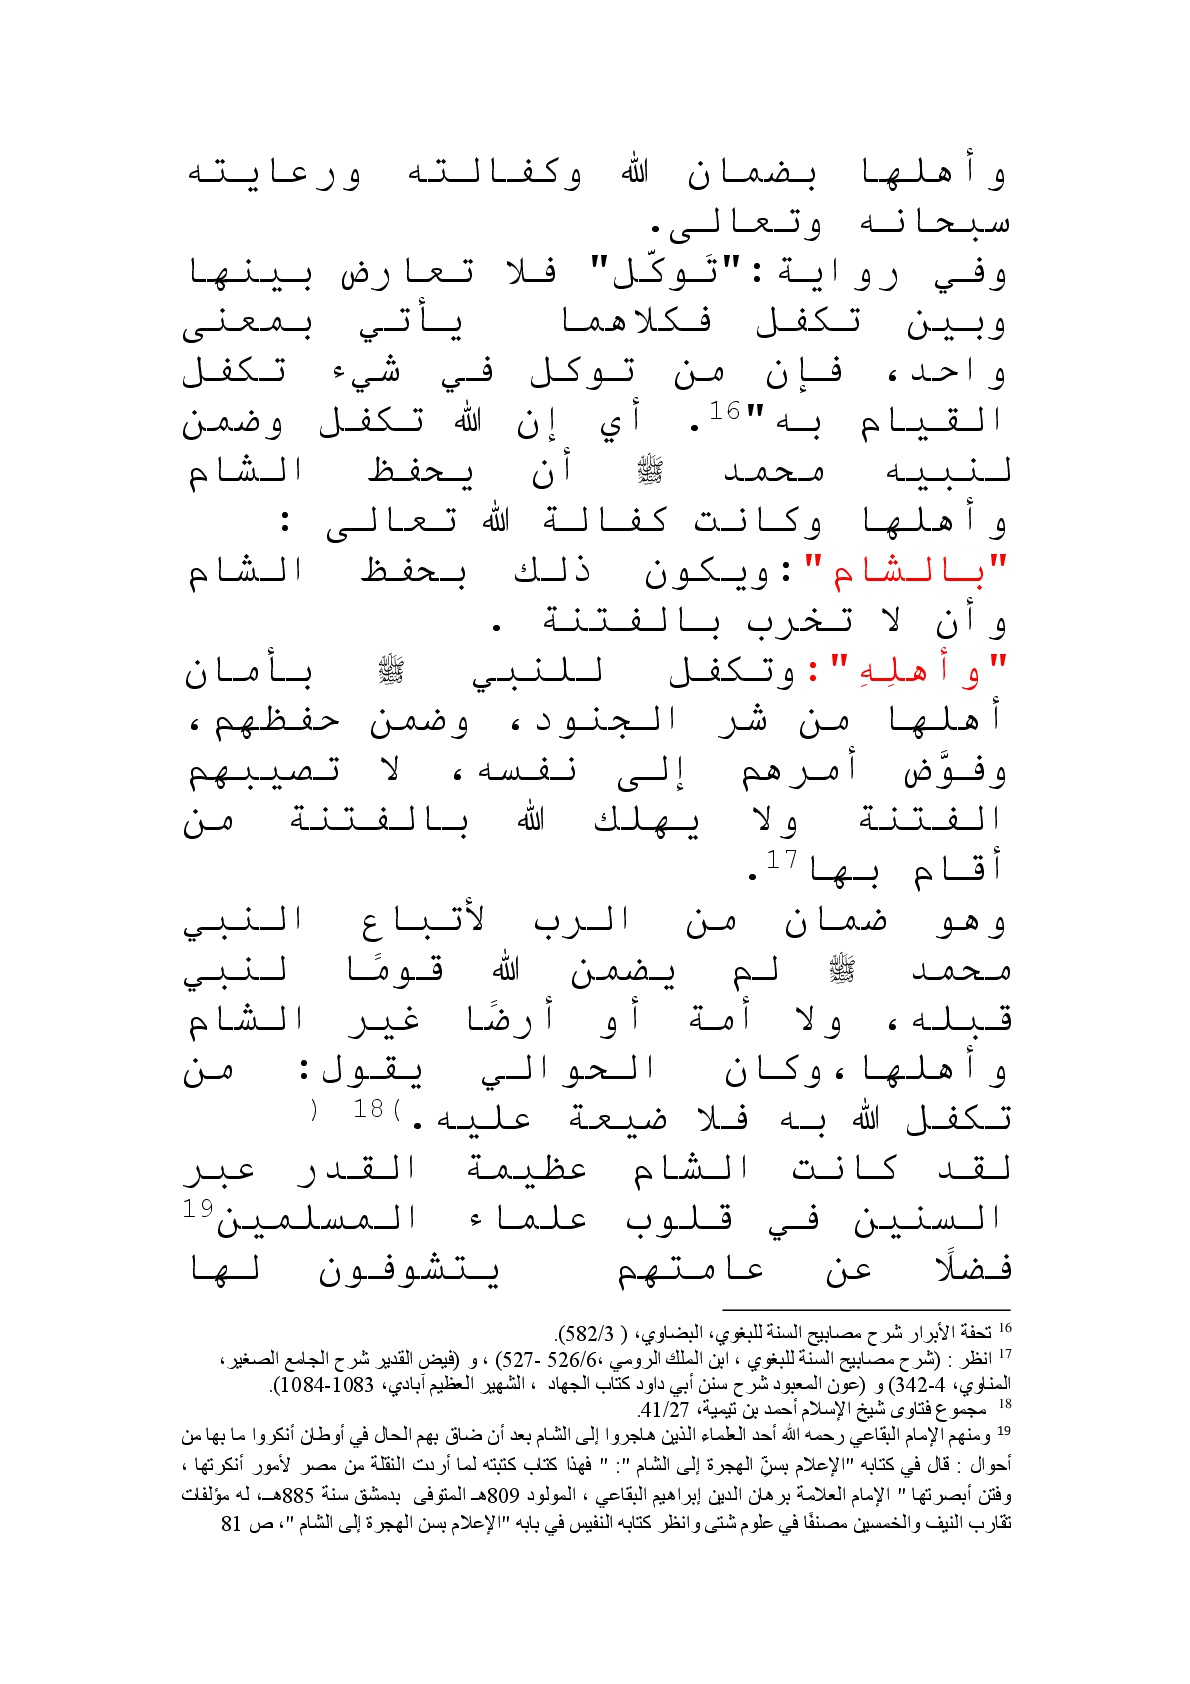 وأهلها بضمان الله وكفالته ورعايته
سبحانه وتعالى.
وفي رواية:"تَوكّل" فلا تعارض بينها
وبين تكفل فكلاهما يأتي بمعنى
واحد، فإن من توكل في شيء تكفل
القيام به"16. أي إن الله تكفل وضمن
لنبيه محمد ﷺ أن يحفظ الشام
وأهلها وكانت كفالة الله تعالى :
"بالشام":ويكون ذلك بحفظ الشام
وأن لا تخرب بالفتنة .
"وأهلِهِ":وتكفل للنبي ﷺ بأمان
أهلها من شر الجنود، وضمن حفظهم،
وفوَّض أمرهم إلى نفسه، لا تصيبهم
الفتنة ولا يهلك الله بالفتنة من
أقام بها17.
وهو ضمان من الرب لأتباع النبي
محمد ﷺ لم يضمن الله قومًا لنبي
قبله، ولا أمة أو أرضًا غير الشام
وأهلها،وكان الحوالي يقول: من
تكفل الله به فلا ضيعة عليه.)18 (
لقد كانت الشام عظيمة القدر عبر
السنين في قلوب علماء المسلمين19
فضلًا عن عامتهم يتشوفون لها
16 تحفة الأبرار شرح مصابيح السنة للبغوي، البضاوي، ( 582/3).
17 انظر : (شرح مصابيح السنة للبغوي ، ابن الملك الرومي ،526/6 -527) ، و (فيض القدير شرح الجامع الصغير،
المناوي، 4-342) و (عون المعبود شرح سنن أبي داود كتاب الجهاد ، الشهير العظيم آبادي، 1083-1084).
18 مجموع فتاوى شيخ الإسلام أحمد بن تيمية، 41/27.
19 ومنهم الإمام البقاعي رحمه الله أحد العلماء الذين هاجروا إلى الشام بعد أن ضاق بهم الحال في أوطان أنكروا ما بها من
أحوال : قال في كتابه "الإعلام بسنّ الهجرة إلى الشام ": " فهذا كتاب كتبته لما أردت النقلة من مصر لأمور أنكرتها ،
وفتن أبصرتها " الإمام العلامة برهان الدين إبراهيم البقاعي ، المولود 809هـ المتوفى بدمشق سنة 885هـ، له مؤلفات
تقارب النيف والخمسين مصنفًا في علوم شتى وانظر كتابه النفيس في بابه "الإعلام بسن الهجرة إلى الشام "، ص 81